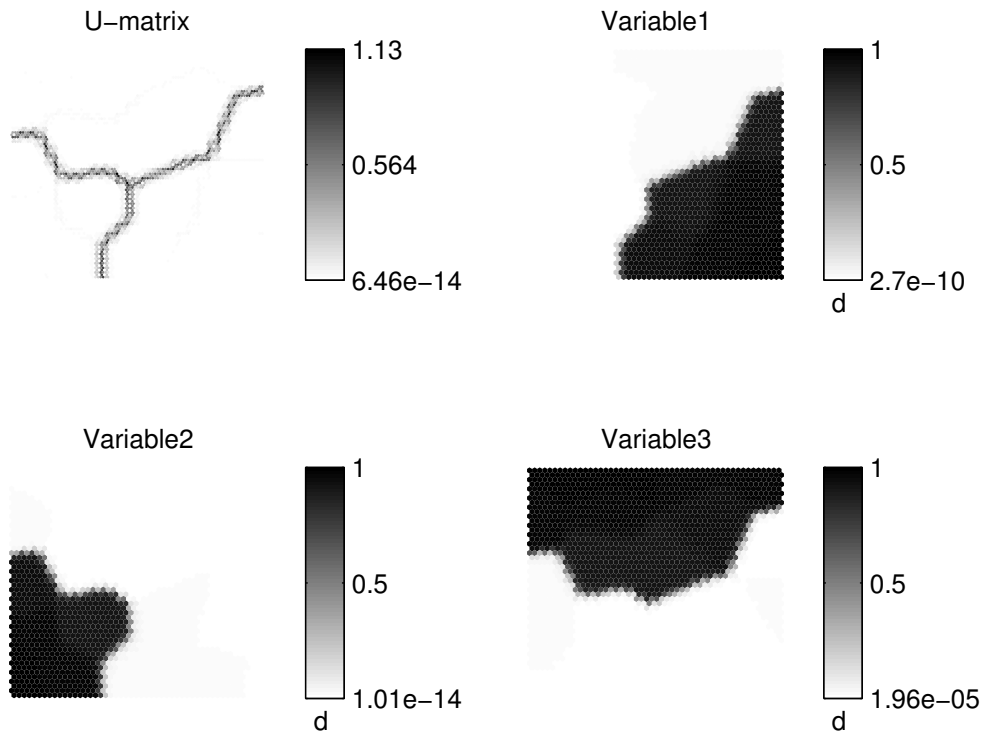 U−matrix
1.13
0.564
6.46e−14
Variable1
1
0.5
2.7e−10
d
Variable2
1
0.5
1.01e−14
d
Variable3
1
0.5
1.96e−05
d